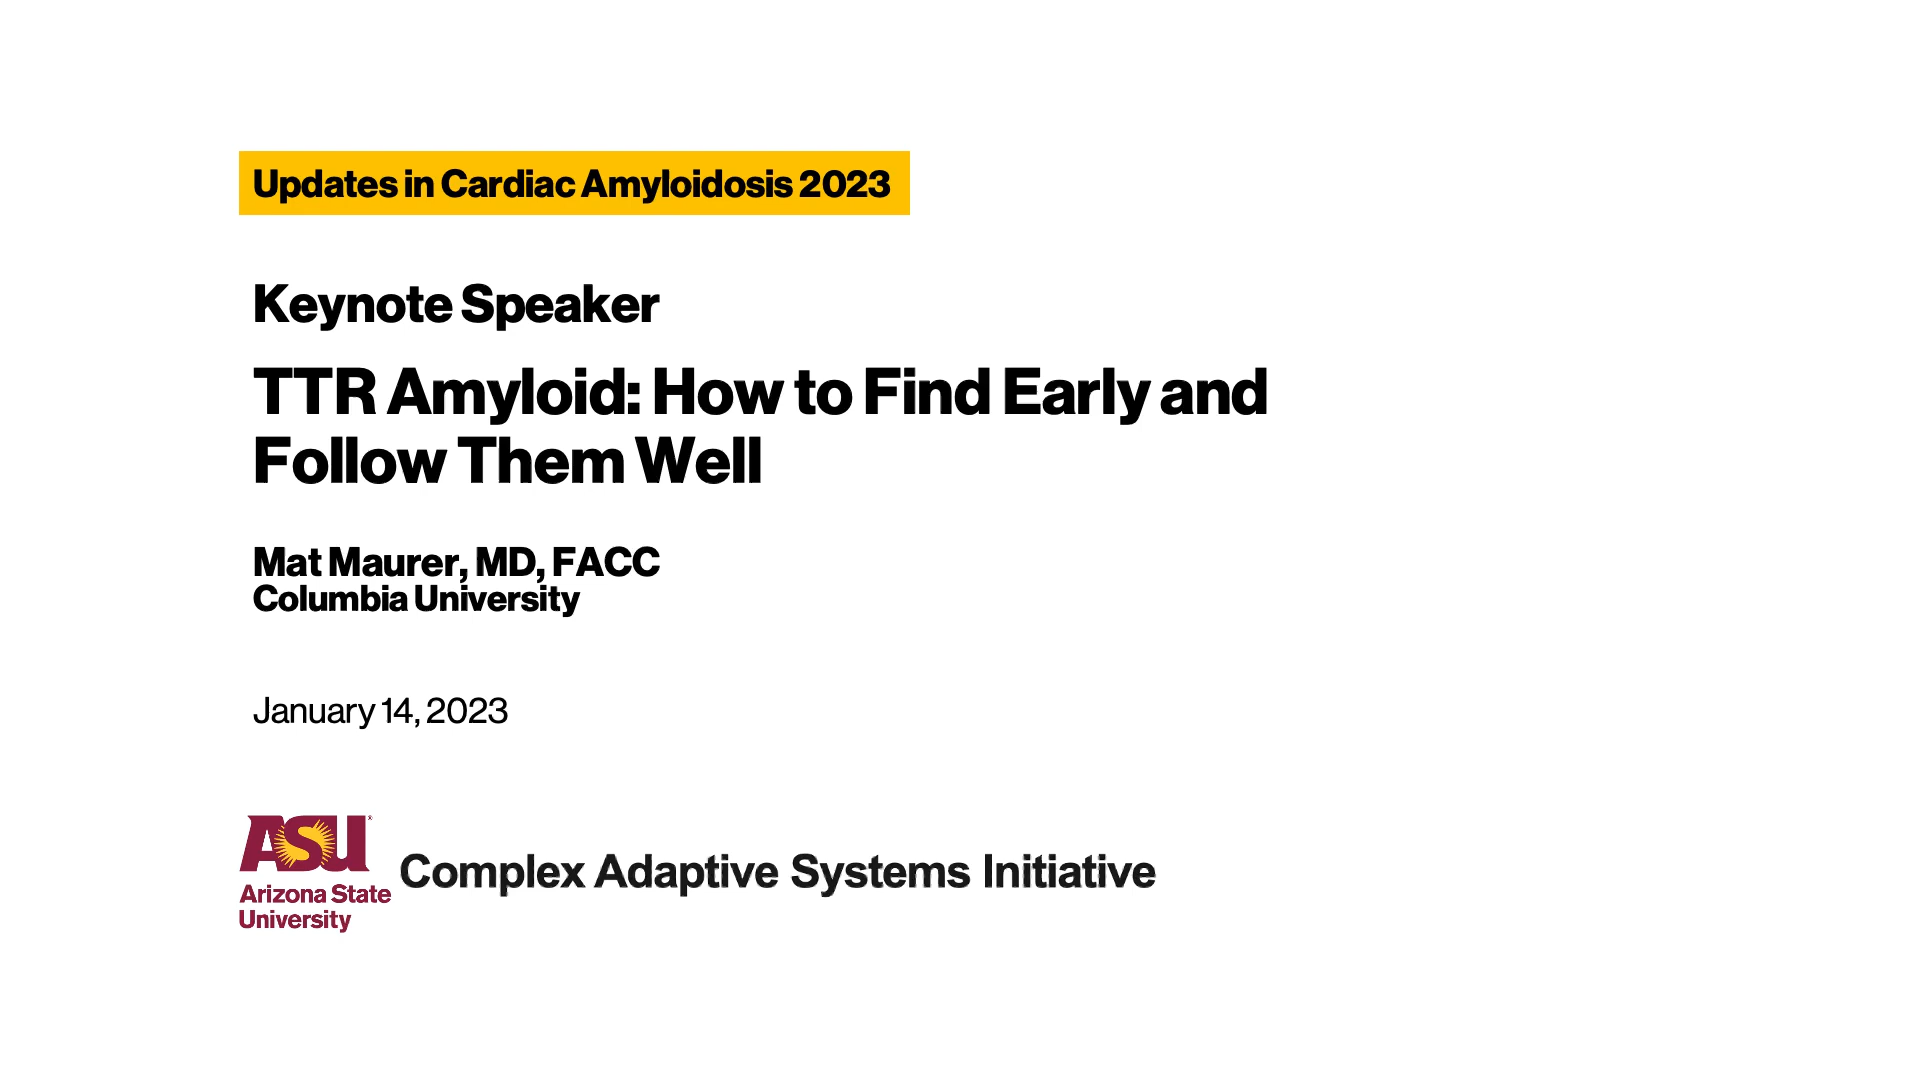 Updates in Cardiac Amyloidosis 2023
Keynote Speaker
TTR Amyloid: How to Find Early and
Follow Them Well
Mat Maurer, MD, FACC
Columbia University
January 14, 2023
ASU®
Arizona State
University
Complex Adaptive Systems Initiative